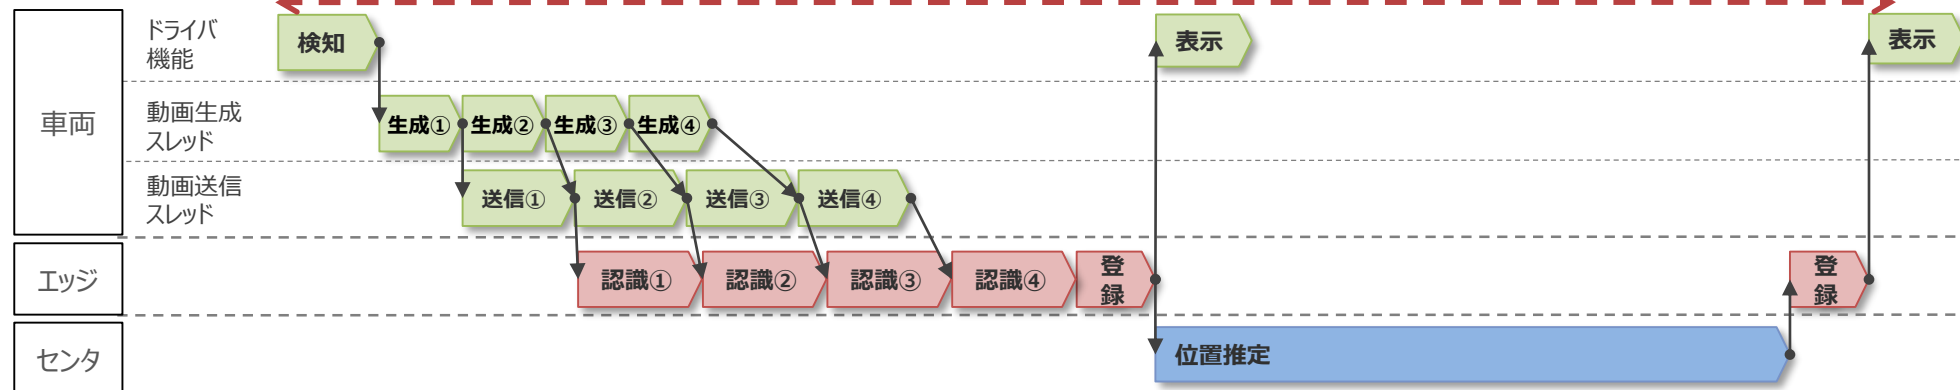 車両
ドライバ
機能
検知
表示
表示
動画生成
スレッド
生成①
生成②
生成③
生成④
動画送信
スレッド
送信①
送信②
送信③
送信④
エッジ
認識①
認識②
認識③
認識④
登
録
登
録
センタ
位置推定